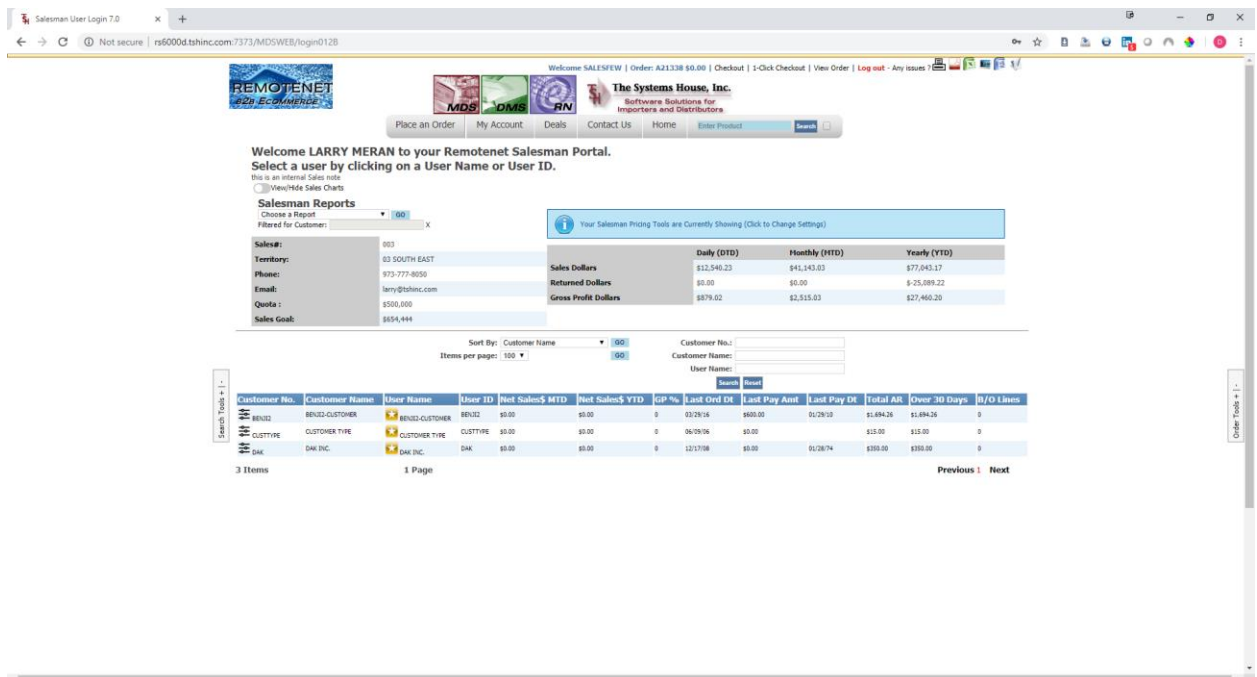 Salesman User Login 7.0
Not secure | rs6000d.tshinc.com:7373/MDSWEB/login012B
Welcome SALESFEW | Order: A21338 $0.00 | Checkout | 1-Click Checkout | View Order | Log out - Any issues ?
REMOTENET
B2B ECOMMERCE
MDS DMS RN
TSH The Systems House, Inc.
Software Solutions for
Importers and Distributors
Place an Order My Account Deals Contact Us Home Enter Product Search
Welcome LARRY MERAN to your Remotenet Salesman Portal.
Select a user by clicking on a User Name or User ID.
this is an internal Sales note
View/Hide Sales Charts
Salesman Reports
Choose a Report GO
Filtered for Customer: X
Your Salesman Pricing Tools are Currently Showing (Click to Change Settings)
Sales#: 003
Territory: 03 SOUTH EAST
Phone: 973-777-8050
Email: larry@tshinc.com
Quota : $500,000
Sales Goal: $654,444
Daily (DTD) Monthly (MTD) Yearly (YTD)
Sales Dollars $12,540.23 $41,143.03 $77,043.17
Returned Dollars $0.00 $0.00 $-25,089.22
Gross Profit Dollars $879.02 $2,515.03 $27,460.20
Sort By: Customer Name GO
Items per page: 100 GO
Customer No.:
Customer Name:
User Name:
Search Reset
Search Tools + | -
Order Tools + | -
Customer No. Customer Name User Name User ID Net Sales$ MTD Net Sales$ YTD GP % Last Ord Dt Last Pay Amt Last Pay Dt Total AR Over 30 Days B/O Lines
BENJI2 BENJI2-CUSTOMER BENJI2-CUSTOMER BENJI2 $0.00 $0.00 0 03/29/16 $600.00 01/29/10 $1,694.26 $1,694.26 0
CUSTTYPE CUSTOMER TYPE CUSTOMER TYPE CUSTTYPE $0.00 $0.00 0 06/09/06 $0.00 $15.00 $15.00 0
DAK DAK INC. DAK INC. DAK $0.00 $0.00 0 12/17/08 $0.00 01/28/74 $350.00 $350.00 0
3 Items 1 Page Previous 1 Next